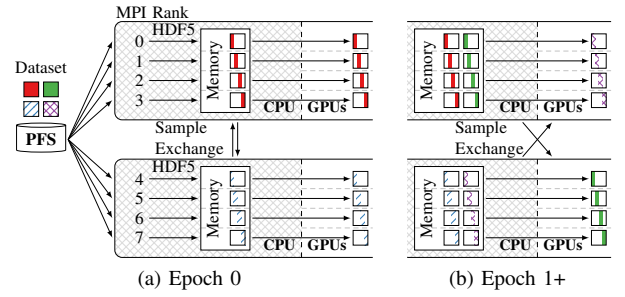 MPI Rank
HDF5
0
1
2
3
Dataset
PFS
Memory
CPU
GPUs
Sample
Exchange
HDF5
4
5
6
7
Memory
CPU
GPUs
(a) Epoch 0
Memory
CPU
GPUs
Sample
Exchange
Memory
CPU
GPUs
(b) Epoch 1+